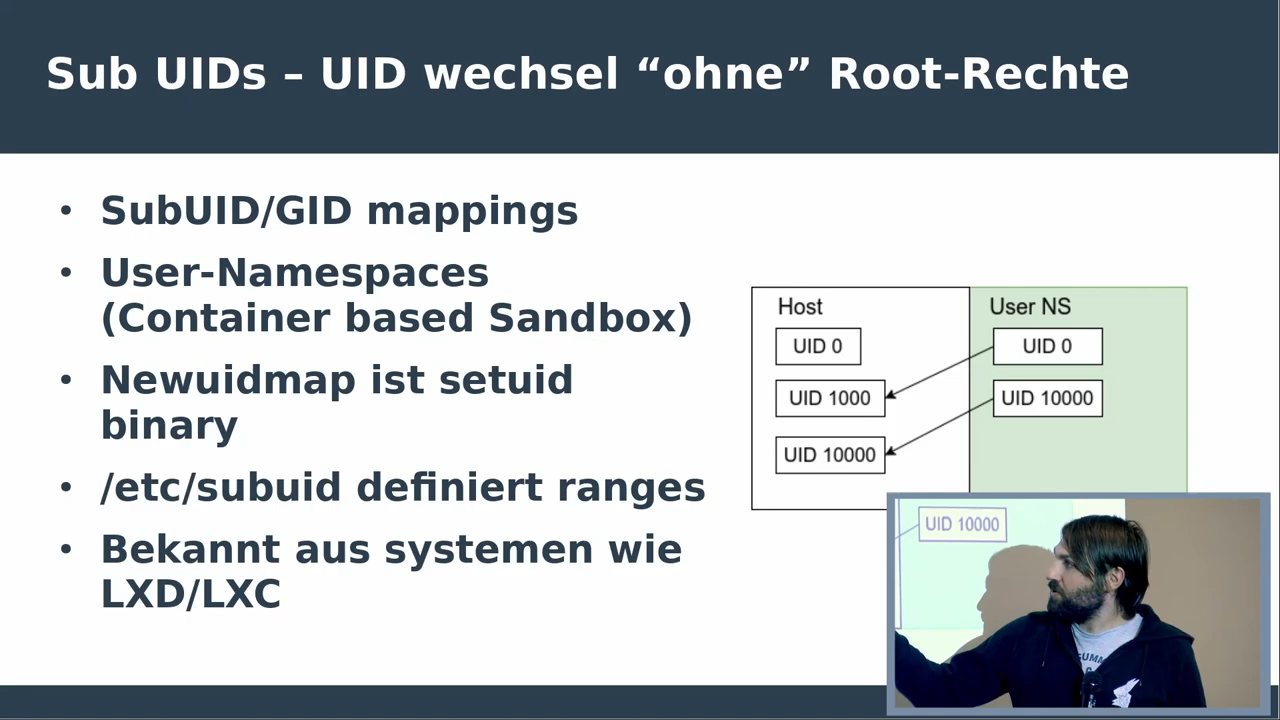 Sub UIDs – UID wechsel “ohne” Root-Rechte
• SubUID/GID mappings
• User-Namespaces
(Container based Sandbox)
• Newuidmap ist setuid
binary
• /etc/subuid definiert ranges
• Bekannt aus systemen wie
LXD/LXC
Host
UID 0
UID 1000
UID 10000
User NS
UID 0
UID 10000
UID 10000
SUMM